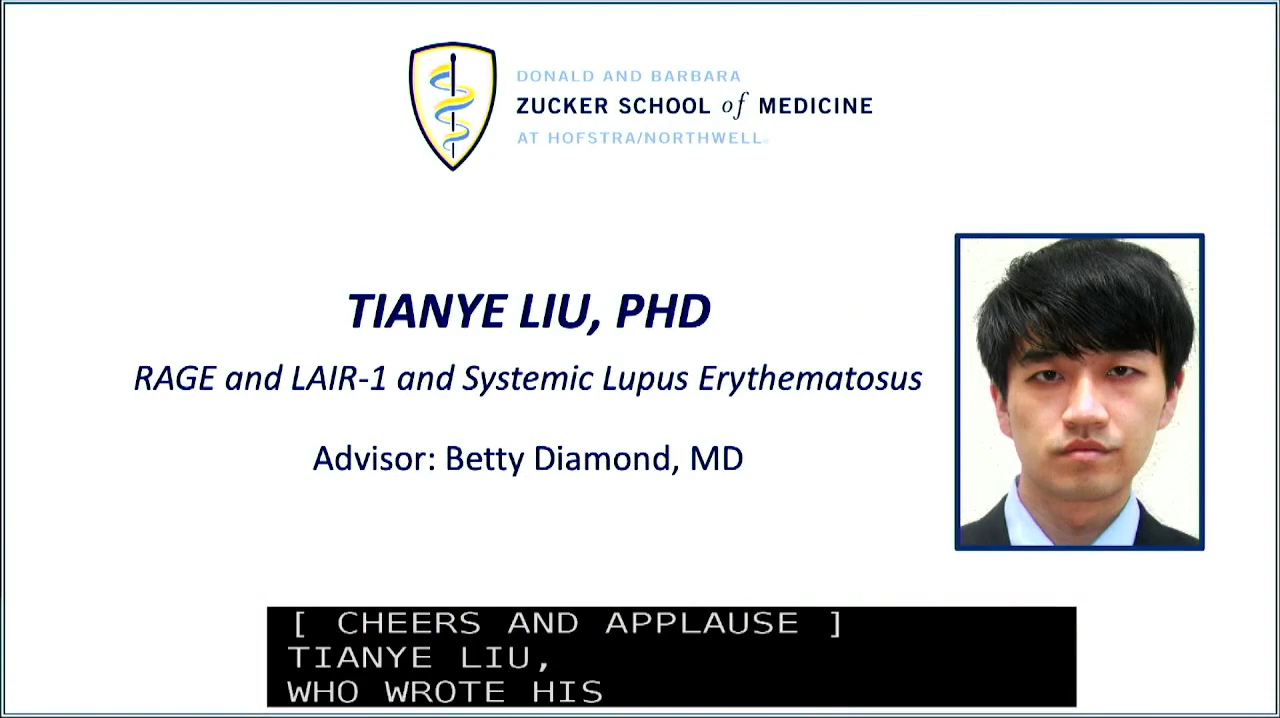 DONALD AND BARBARA
ZUCKER SCHOOL of MEDICINE
AT HOFSTRA/NORTHWELL
TIANYE LIU, PHD
RAGE and LAIR-1 and Systemic Lupus Erythematosus
Advisor: Betty Diamond, MD
[ CHEERS AND APPLAUSE ]
TIANYE LIU,
WHO WROTE HIS